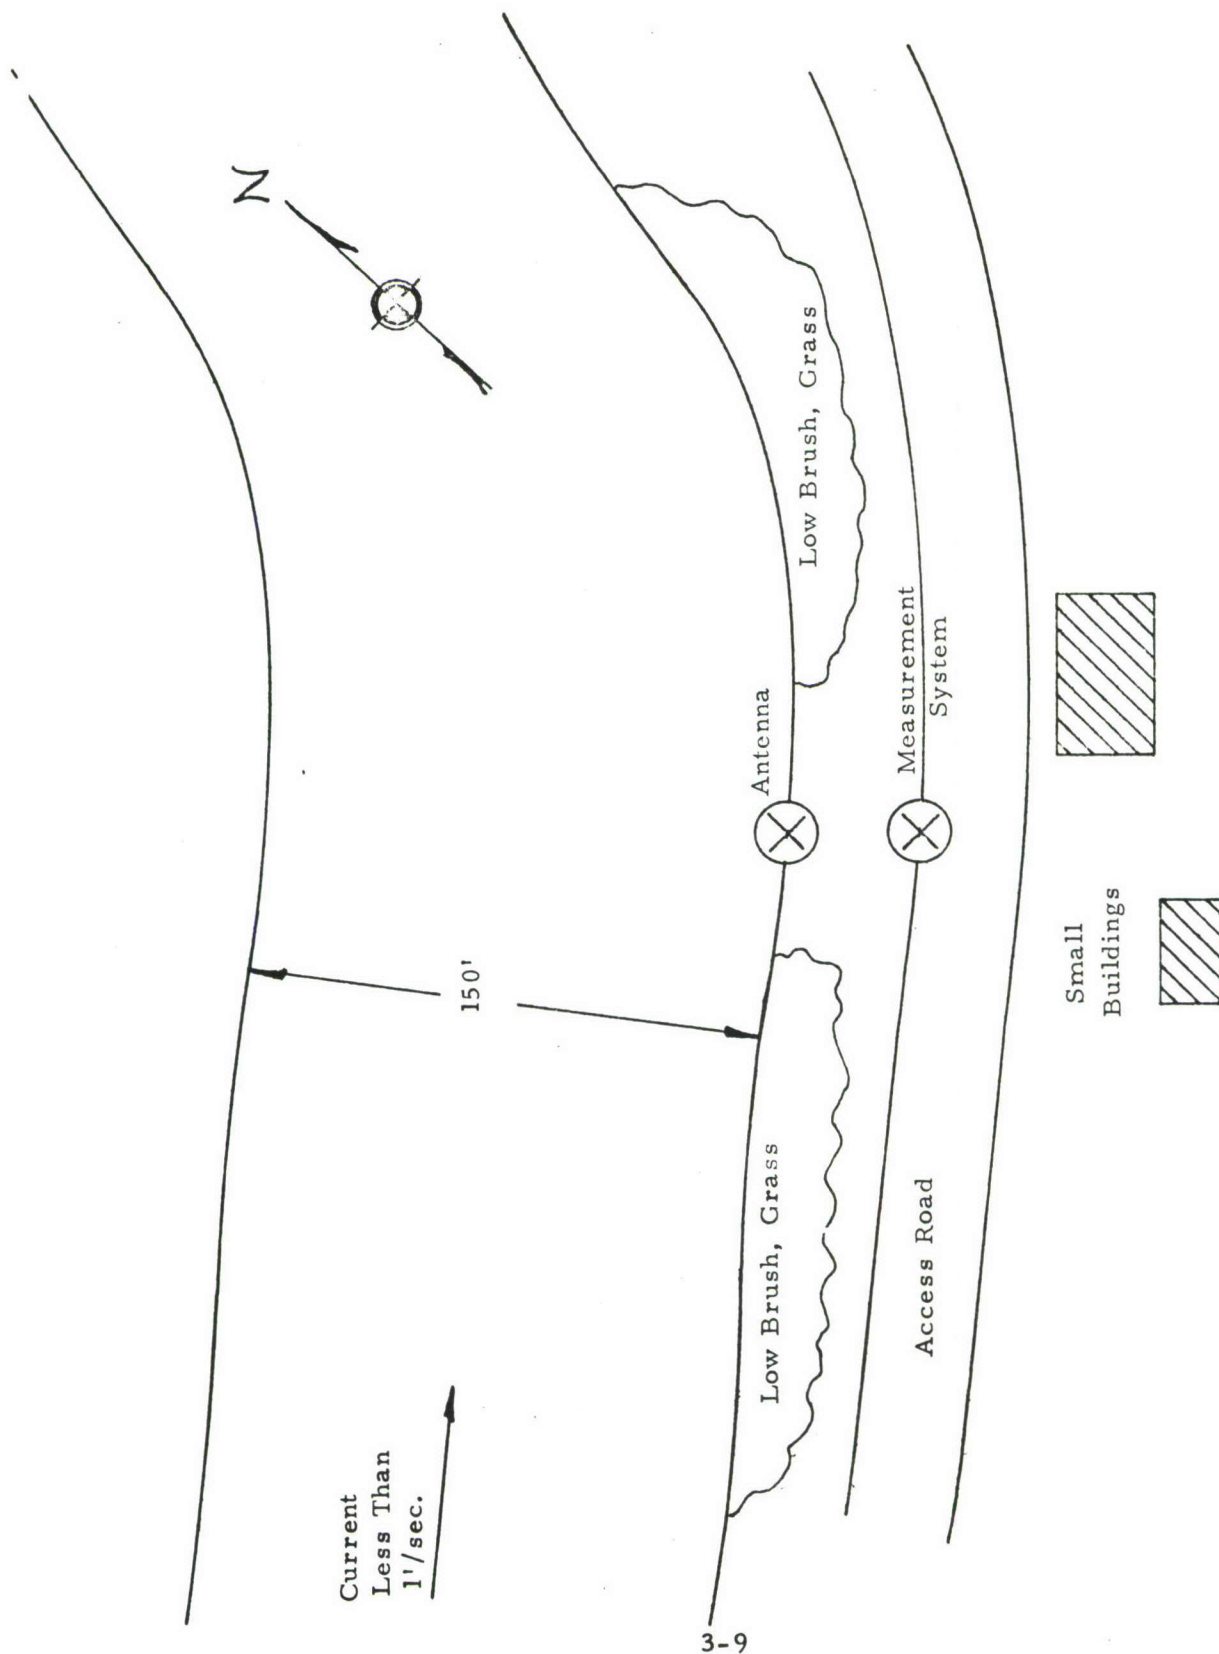 N
Current
Less Than
1'/sec.
150'
Antenna
Low Brush, Grass
Low Brush, Grass
Measurement
System
Access Road
Small
Buildings
3-9